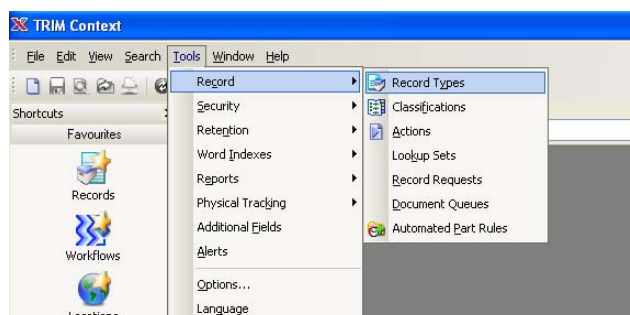 TRIM Context
File Edit View Search Tools Window Help
Shortcuts
Favourites
Records
Workflows
Locations
Record
Security
Retention
Word Indexes
Reports
Physical Tracking
Additional Fields
Alerts
Options...
Language
Record Types
Classifications
Actions
Lookup Sets
Record Requests
Document Queues
Automated Part Rules